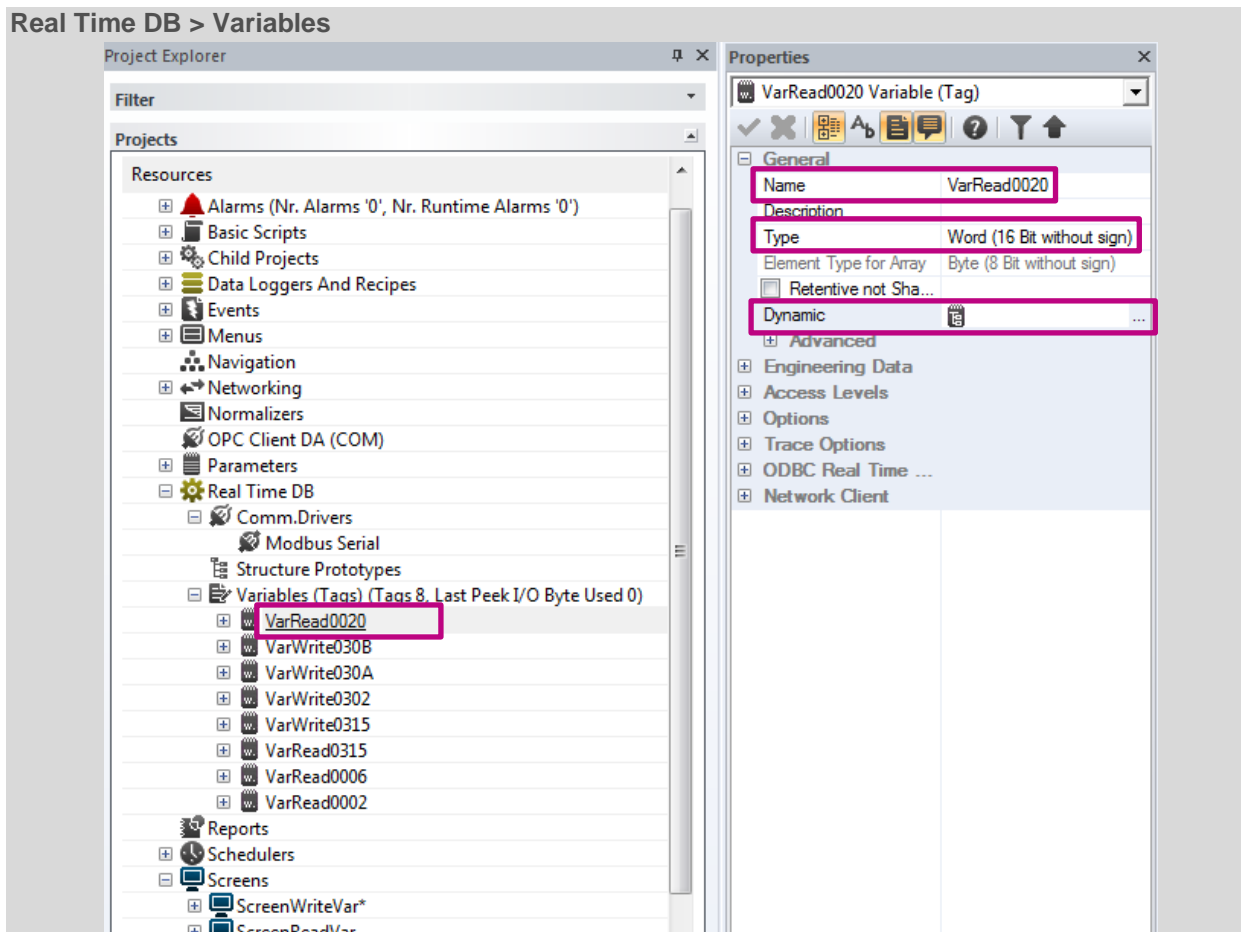 Real Time DB > Variables
Project Explorer
Filter
Projects
Resources
Alarms (Nr. Alarms '0', Nr. Runtime Alarms '0')
Basic Scripts
Child Projects
Data Loggers And Recipes
Events
Menus
Navigation
Networking
Normalizers
OPC Client DA (COM)
Parameters
Real Time DB
Comm.Drivers
Modbus Serial
Structure Prototypes
Variables (Tags) (Tags 8, Last Peek I/O Byte Used 0)
VarRead0020
VarWrite030B
VarWrite030A
VarWrite0302
VarWrite0315
VarRead0315
VarRead0006
VarRead0002
Reports
Schedulers
Screens
ScreenWriteVar*
ScreenReadVar
Properties
VarRead0020 Variable (Tag)
General
Name VarRead0020
Description
Type Word (16 Bit without sign)
Element Type for Array Byte (8 Bit without sign)
Retentive not Sha...
Dynamic ...
Advanced
Engineering Data
Access Levels
Options
Trace Options
ODBC Real Time ...
Network Client